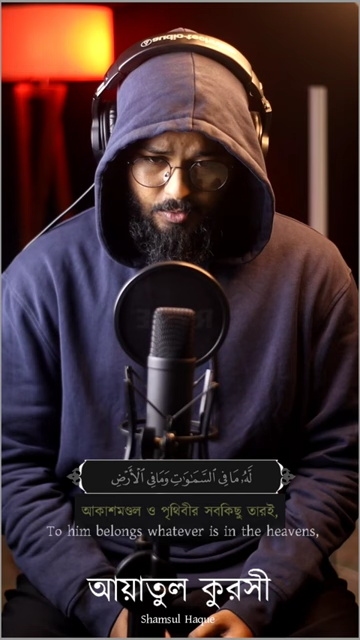 لَّهُۥ مَا فِى ٱلسَّمَٰوَٰتِ وَمَا فِى ٱلْأَرْضِ
আকাশমণ্ডল ও পৃথিবীর সবকিছু তারই,
To him belongs whatever is in the heavens,
আয়াতুল কুরসী
Shamsul Haque